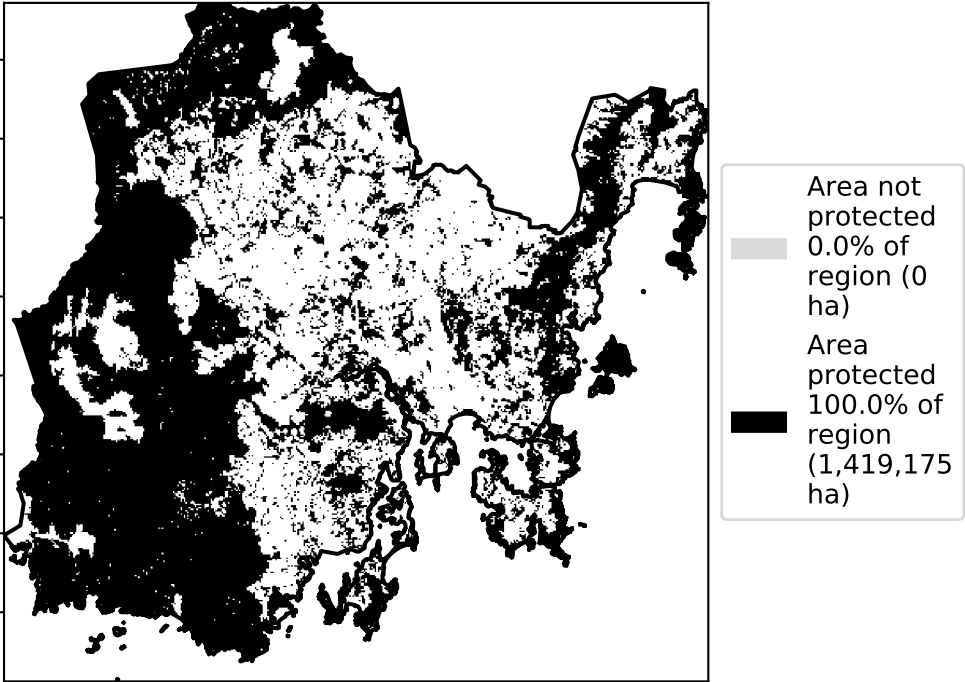 Area not
protected
0.0% of
region (0
ha)
Area
protected
100.0% of
region
(1,419,175
ha)